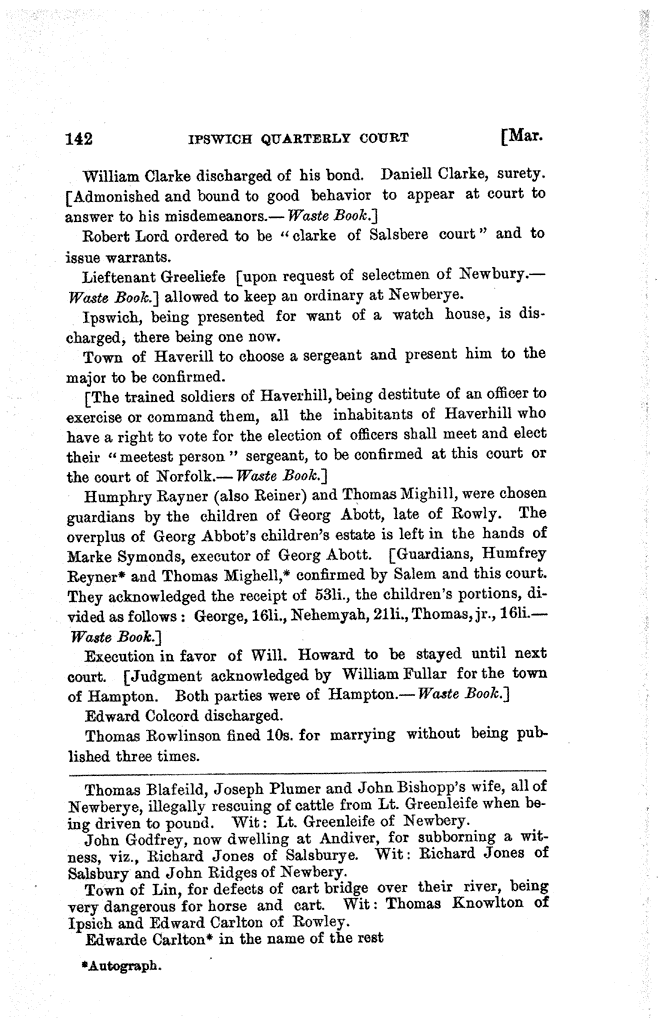 142 IPSWICH QUARTERLY COURT [Mar.
William Clarke discharged of his bond. Daniell Clarke, surety.
[Admonished and bound to good behavior to appear at court to
answer to his misdemeanors.—Waste Book.]
Robert Lord ordered to be "clarke of Salsbere court" and to
issue warrants.
Lieftenant Greeliefe [upon request of selectmen of Newbury.—
Waste Book.] allowed to keep an ordinary at Newberye.
Ipswich, being presented for want of a watch house, is dis-
charged, there being one now.
Town of Haverill to choose a sergeant and present him to the
major to be confirmed.
[The trained soldiers of Haverhill, being destitute of an officer to
exercise or command them, all the inhabitants of Haverhill who
have a right to vote for the election of officers shall meet and elect
their "meetest person" sergeant, to be confirmed at this court or
the court of Norfolk.—Waste Book.]
Humphry Rayner (also Reiner) and Thomas Mighill, were chosen
guardians by the children of Georg Abott, late of Rowly. The
overplus of Georg Abbot's children's estate is left in the hands of
Marke Symonds, executor of Georg Abott. [Guardians, Humfrey
Reyner* and Thomas Mighell,* confirmed by Salem and this court.
They acknowledged the receipt of 53li., the children's portions, di-
vided as follows: George, 16li., Nehemyah, 21li., Thomas, jr., 16li.—
Waste Book.]
Execution in favor of Will. Howard to be stayed until next
court. [Judgment acknowledged by William Fullar for the town
of Hampton. Both parties were of Hampton.—Waste Book.]
Edward Colcord discharged.
Thomas Rowlinson fined 10s. for marrying without being pub-
lished three times.
Thomas Blafeild, Joseph Plumer and John Bishopp's wife, all of
Newberye, illegally rescuing of cattle from Lt. Greenleife when be-
ing driven to pound. Wit: Lt. Greenleife of Newbery.
John Godfrey, now dwelling at Andiver, for subborning a wit-
ness, viz., Richard Jones of Salsburye. Wit: Richard Jones of
Salsbury and John Ridges of Newbery.
Town of Lin, for defects of cart bridge over their river, being
very dangerous for horse and cart. Wit: Thomas Knowlton of
Ipsich and Edward Carlton of Rowley.
Edwarde Carlton* in the name of the rest
*Autograph.